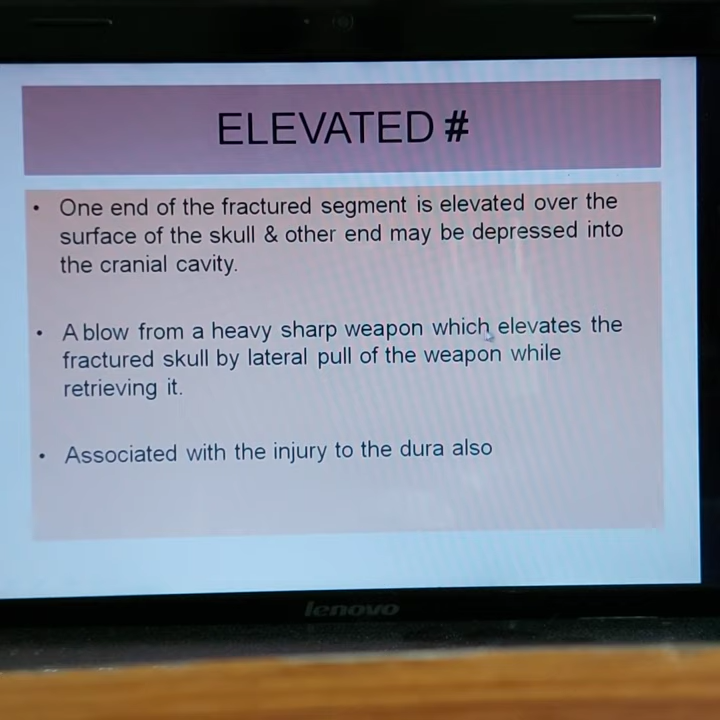 ELEVATED #
• One end of the fractured segment is elevated over the
surface of the skull & other end may be depressed into
the cranial cavity.
• A blow from a heavy sharp weapon which elevates the
fractured skull by lateral pull of the weapon while
retrieving it.
• Associated with the injury to the dura also
lenovo